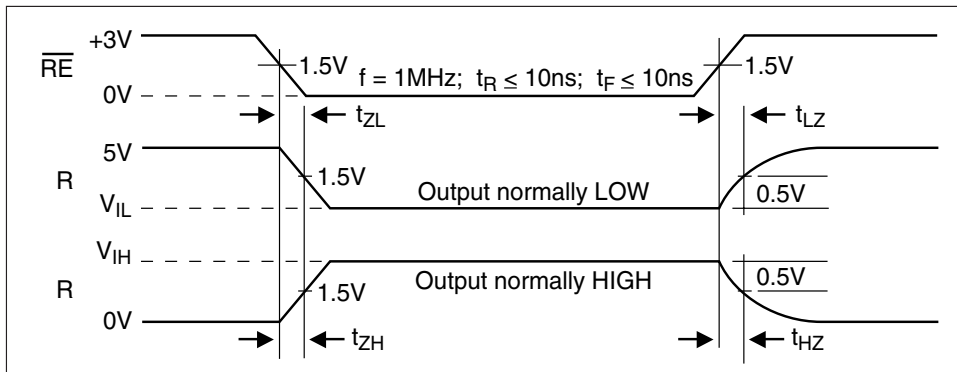 +3V
RE
1.5V
f = 1MHz; tR ≤ 10ns; tF ≤ 10ns
1.5V
0V
tZL
tLZ
5V
R
1.5V
Output normally LOW
0.5V
VIL
VIH
R
1.5V
Output normally HIGH
0.5V
0V
tZH
tHZ